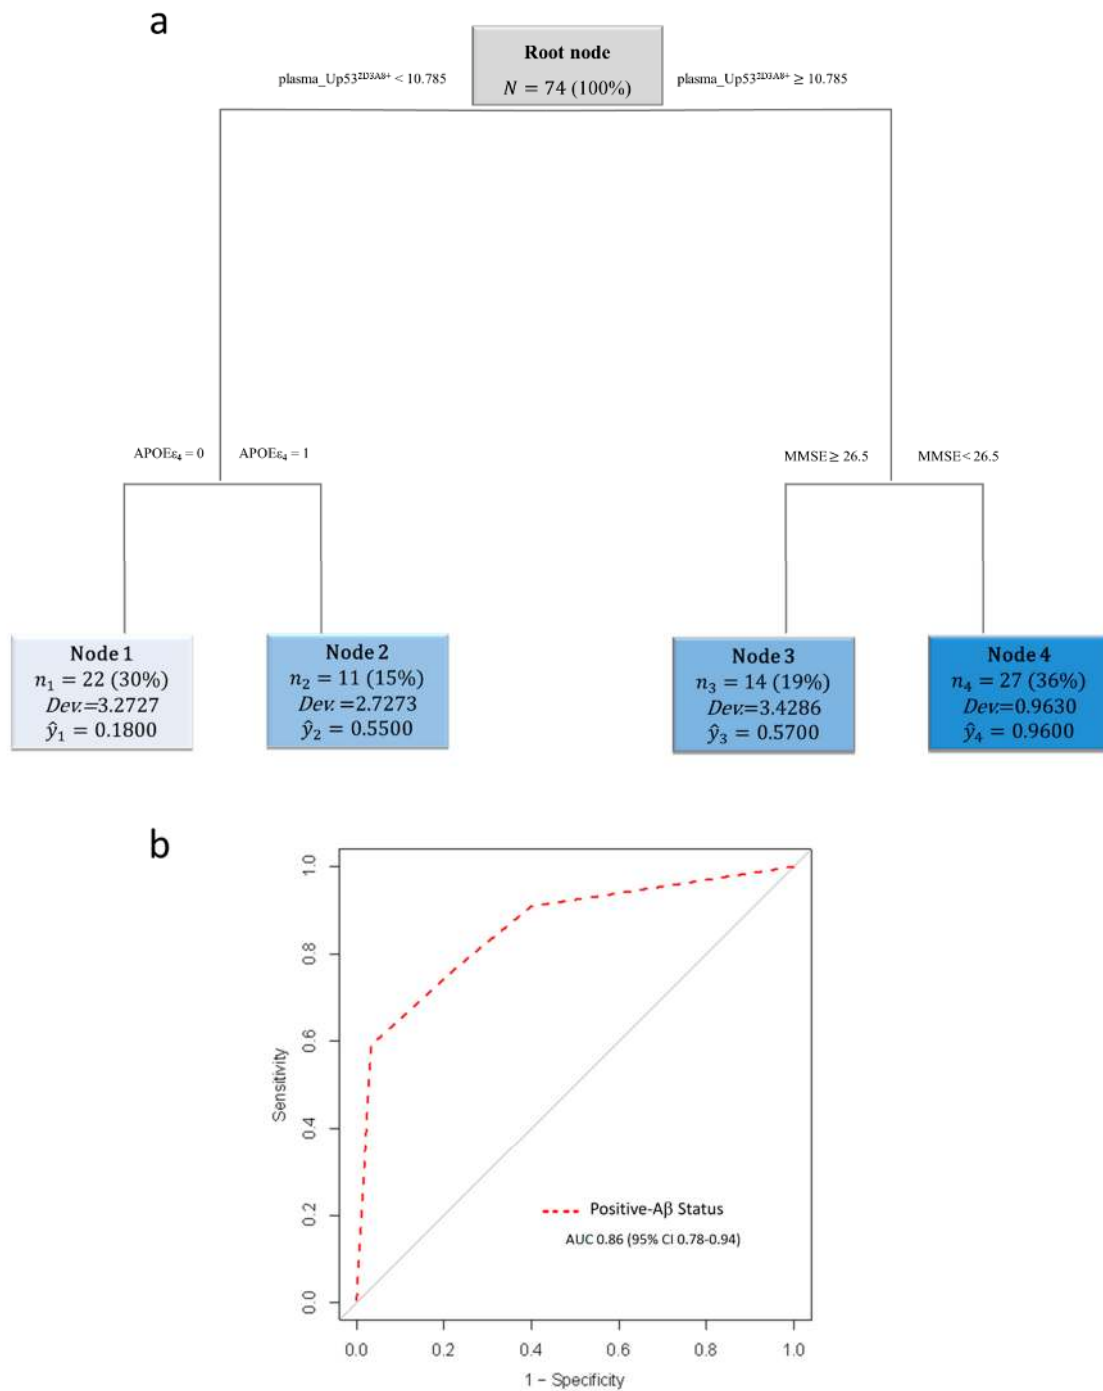 a
Root node
N = 74 (100%)
plasma_Up53²ᴰ³ᴬ⁸⁺ < 10.785
plasma_Up53²ᴰ³ᴬ⁸⁺ ≥ 10.785
APOEε₄ = 0
APOEε₄ = 1
MMSE ≥ 26.5
MMSE < 26.5
Node 1
n₁ = 22 (30%)
Dev.=3.2727
ŷ₁ = 0.1800
Node 2
n₂ = 11 (15%)
Dev. =2.7273
ŷ₂ = 0.5500
Node 3
n₃ = 14 (19%)
Dev.=3.4286
ŷ₃ = 0.5700
Node 4
n₄ = 27 (36%)
Dev.=0.9630
ŷ₄ = 0.9600
b
1.0
0.8
0.6
0.4
0.2
0.0
Sensitivity
Positive-Aβ Status
AUC 0.86 (95% CI 0.78-0.94)
0.0 0.2 0.4 0.6 0.8 1.0
1 − Specificity